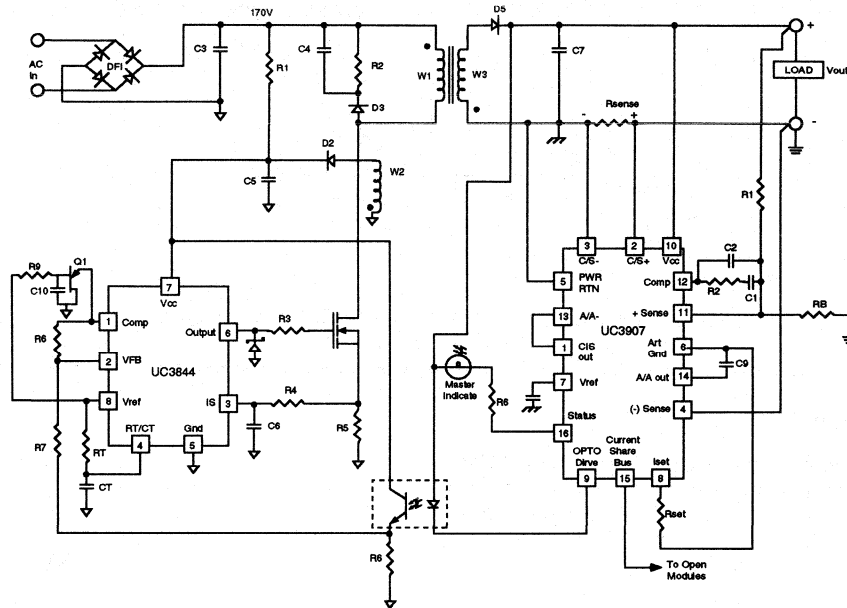 170V
D5
+
AC
In
DFI
C3
C4
R1
R2
W1
W3
C7
LOAD
Vout
D3
-
Rsense
+
-
D2
W2
C5
R1
3
2
10
C/S-
C/S+
Vcc
C2
R9
Q1
C10
7
Vcc
5
PWR
RTN
Comp
12
R2
C1
1
Comp
13
A/A-
+ Sense
11
RB
R6
Output
6
R3
UC3907
2
VFB
1
C/S
out
Art
Gnd
6
C9
UC3844
A/A out
14
8
Vref
IS
3
R4
Master
Indicate
R6
7
Vref
(-) Sense
4
R7
RT
RT/CT
Gnd
4
5
C6
R5
Status
16
OPTO
Dirve
Current
Share
Bus
Iset
9
15
8
CT
Rset
R6
To Open
Modules